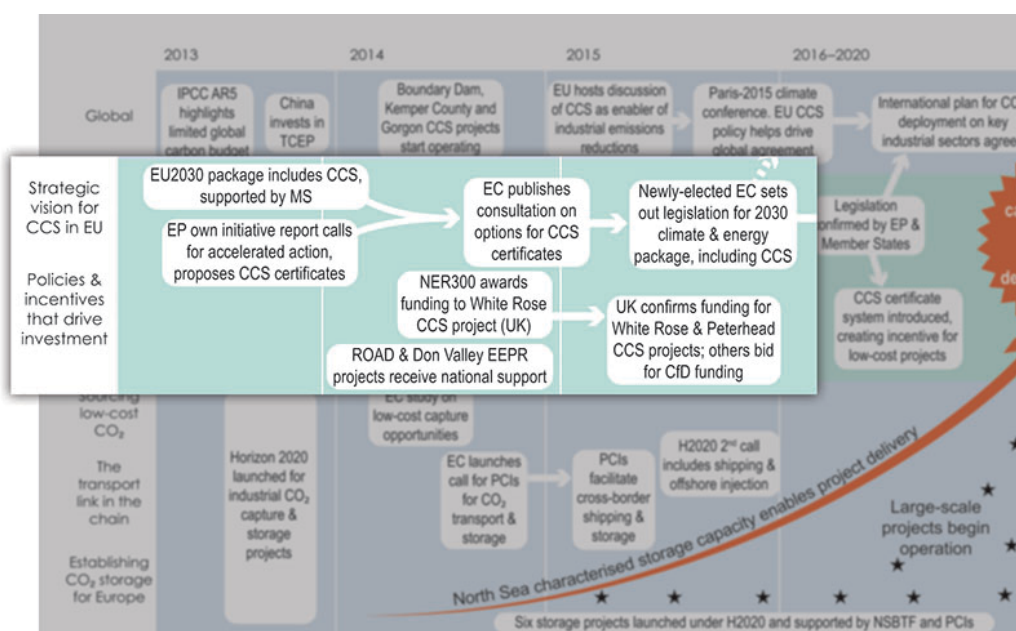 2013
2014
2015
2016–2020
Global
IPCC AR5
highlights
limited global
carbon budget
China
invests in
TCEP
Boundary Dam,
Kemper County and
Gorgon CCS projects
start operating
EU hosts discussion
of CCS as enabler of
industrial emissions
reductions
Paris-2015 climate
conference. EU CCS
policy helps drive
global agreement
International plan for
deployment on key
industrial sectors
Strategic
vision for
CCS in EU
EU2030 package includes CCS,
supported by MS
EP own initiative report calls
for accelerated action,
proposes CCS certificates
EC publishes
consultation on
options for CCS
certificates
Newly-elected EC sets
out legislation for 2030
climate & energy
package, including CCS
Legislation
confirmed by EP &
Member States
Policies &
incentives
that drive
investment
NER300 awards
funding to White Rose
CCS project (UK)
ROAD & Don Valley EEPR
projects receive national support
UK confirms funding for
White Rose & Peterhead
CCS projects; others bid
for CfD funding
CCS certificate
system introduced,
creating incentive for
low-cost projects
Sourcing
low-cost
CO₂
EC study on
low-cost capture
opportunities
The
transport
link in the
chain
Horizon 2020
launched for
industrial CO₂
capture &
storage
projects
EC launches
call for PCIs
for CO₂
transport &
storage
PCIs
facilitate
cross-border
shipping &
storage
H2020 2nd call
includes shipping &
offshore injection
Establishing
CO₂ storage
for Europe
North Sea characterised storage capacity enables project delivery
Large-scale
projects begin
operation
Six storage projects launched under H2020 and supported by NSBTF and PCIs